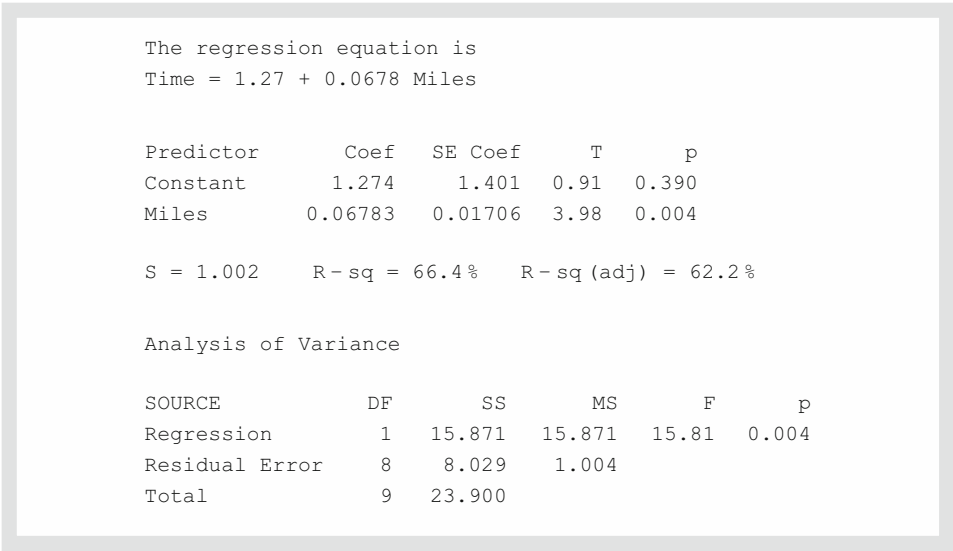 The regression equation is
Time = 1.27 + 0.0678 Miles
Predictor Coef SE Coef T p
Constant 1.274 1.401 0.91 0.390
Miles 0.06783 0.01706 3.98 0.004
S = 1.002 R-sq = 66.4% R-sq (adj) = 62.2%
Analysis of Variance
SOURCE DF SS MS F p
Regression 1 15.871 15.871 15.81 0.004
Residual Error 8 8.029 1.004
Total 9 23.900